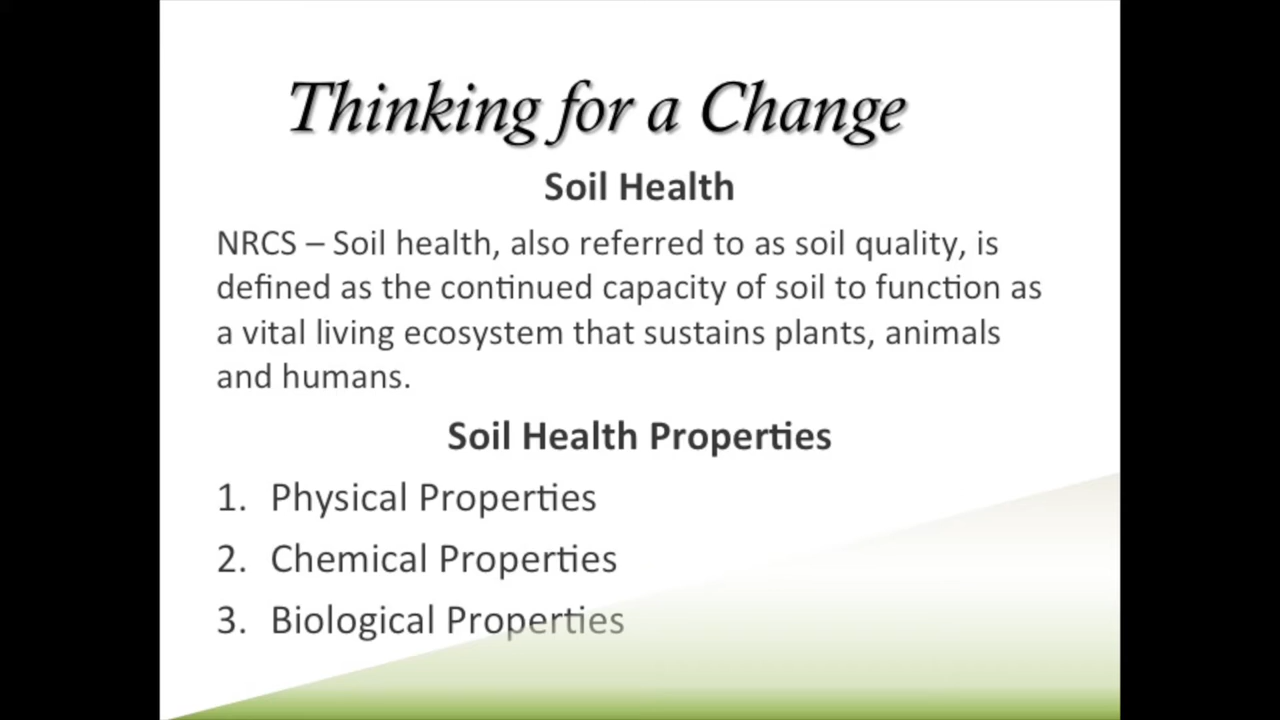 Thinking for a Change
Soil Health
NRCS – Soil health, also referred to as soil quality, is
defined as the continued capacity of soil to function as
a vital living ecosystem that sustains plants, animals
and humans.
Soil Health Properties
1. Physical Properties
2. Chemical Properties
3. Biological Properties